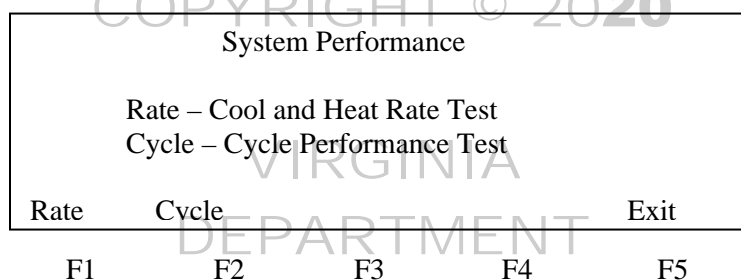 COPYRIGHT © 2020
System Performance
Rate – Cool and Heat Rate Test
Cycle – Cycle Performance Test
VIRGINIA
Rate Cycle Exit
DEPARTMENT
F1 F2 F3 F4 F5